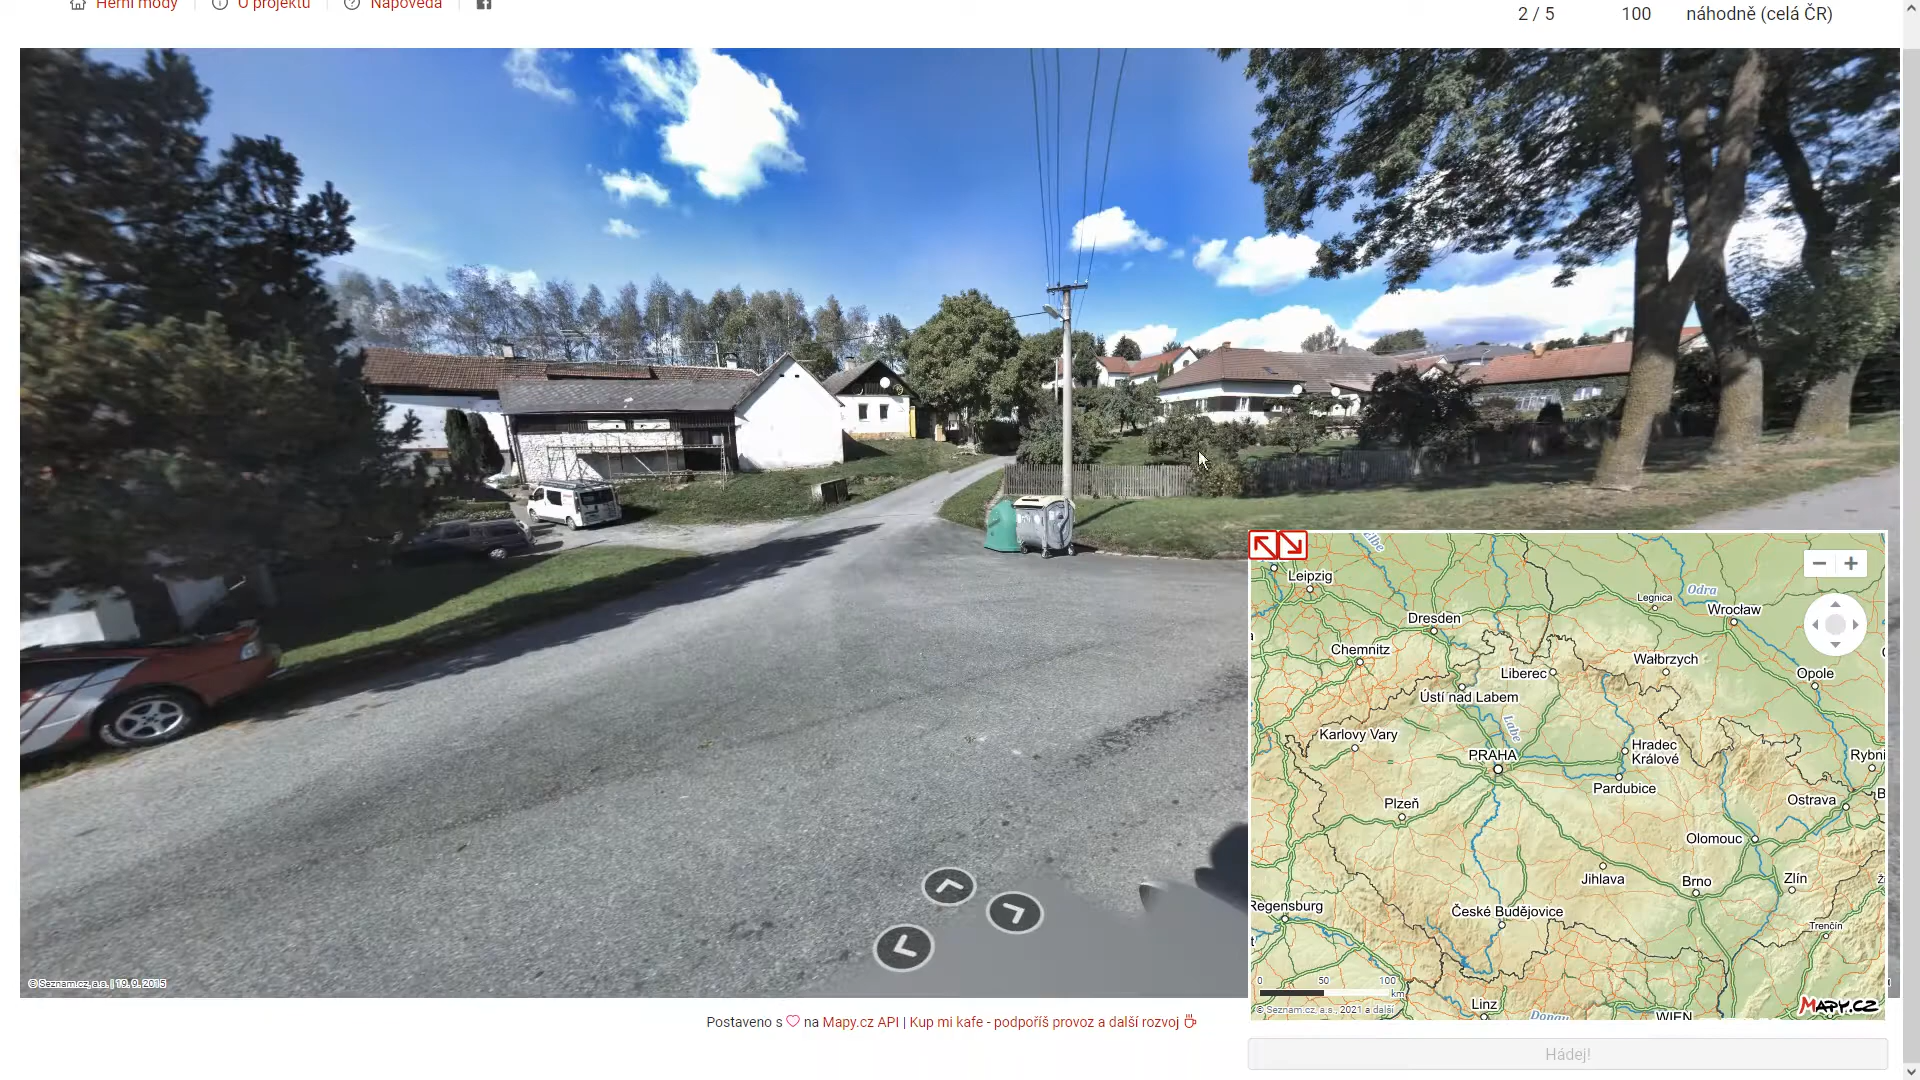 Herní módy
O projektu
Nápověda
2 / 5
100
náhodně (celá ČR)
Leipzig
Dresden
Legnica
Odra
Wrocław
Chemnitz
Liberec
Wałbrzych
Opole
Ústí nad Labem
Labe
Karlovy Vary
PRAHA
Hradec
Králové
Rybni
Pardubice
Plzeň
Ostrava
Olomouc
Jihlava
Brno
Zlín
Regensburg
České Budějovice
Trenčín
0 50 100
km
Linz
Donau
WIEN
© Seznam.cz, a.s., 2021 a další
MAPY.CZ
© Seznam.cz, a.s. | 19. 9. 2015
Postaveno s na Mapy.cz API | Kup mi kafe - podpoříš provoz a další rozvoj
Hádej!